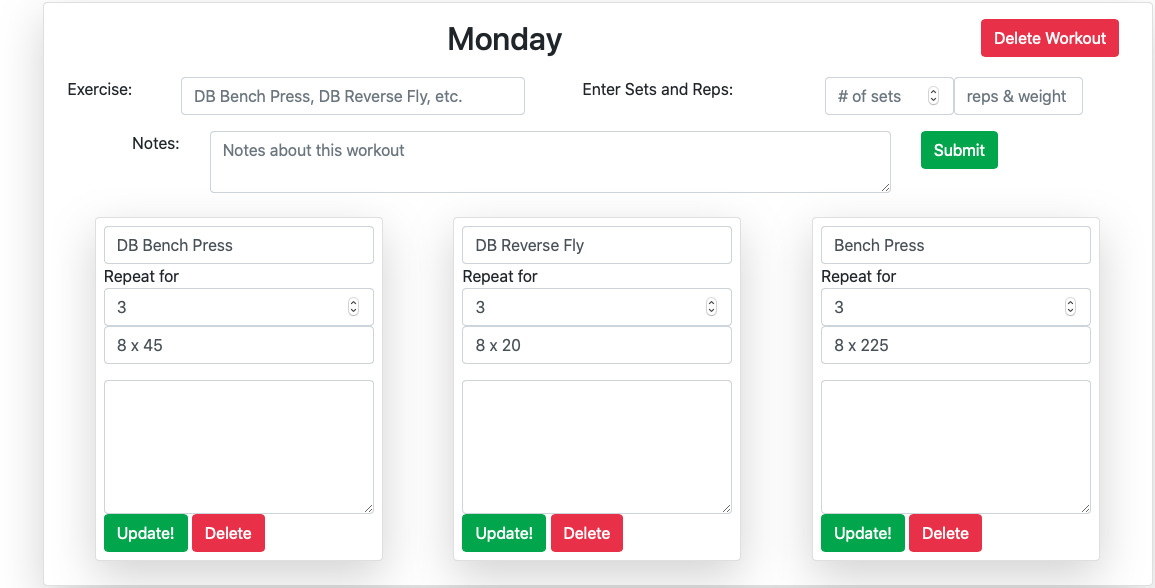 Monday
Delete Workout
Exercise:
DB Bench Press, DB Reverse Fly, etc.
Enter Sets and Reps:
# of sets
reps & weight
Notes:
Notes about this workout
Submit
DB Bench Press
Repeat for
3
8 x 45
Update!
Delete
DB Reverse Fly
Repeat for
3
8 x 20
Update!
Delete
Bench Press
Repeat for
3
8 x 225
Update!
Delete